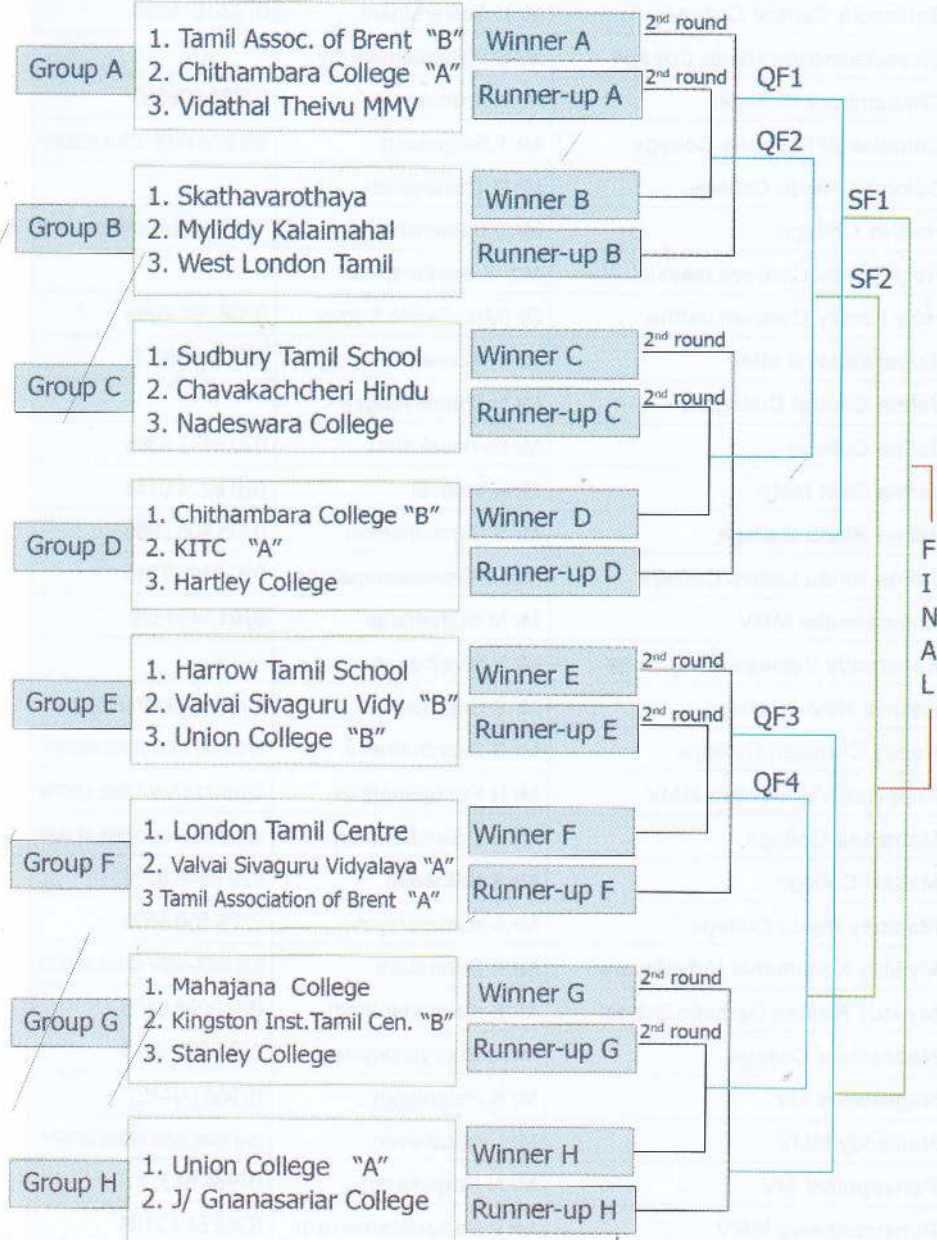 Group A
1. Tamil Assoc. of Brent "B"
2. Chithambara College "A"
3. Vidathal Theivu MMV
Winner A
Runner-up A
2nd round
2nd round
QF1
QF2
Group B
1. Skathavarothaya
2. Myliddy Kalaimahal
3. West London Tamil
Winner B
Runner-up B
SF1
SF2
Group C
1. Sudbury Tamil School
2. Chavakachcheri Hindu
3. Nadeswara College
Winner C
Runner-up C
2nd round
2nd round
Group D
1. Chithambara College "B"
2. KITC "A"
3. Hartley College
Winner D
Runner-up D
FINAL
Group E
1. Harrow Tamil School
2. Valvai Sivaguru Vidy "B"
3. Union College "B"
Winner E
Runner-up E
2nd round
2nd round
QF3
QF4
Group F
1. London Tamil Centre
2. Valvai Sivaguru Vidyalaya "A"
3 Tamil Association of Brent "A"
Winner F
Runner-up F
Group G
1. Mahajana College
2. Kingston Inst.Tamil Cen. "B"
3. Stanley College
Winner G
Runner-up G
2nd round
2nd round
Group H
1. Union College "A"
2. J/ Gnanasariar College
Winner H
Runner-up H